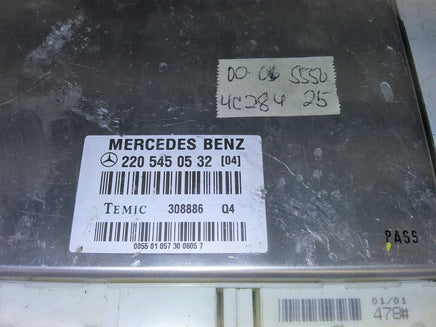 00 06 5556
4C284 25
MERCEDES BENZ
220 545 05 32 [04]
TEMIC 308886 Q4
0055 01 057 30 0605 7
PASS
01/01
478#